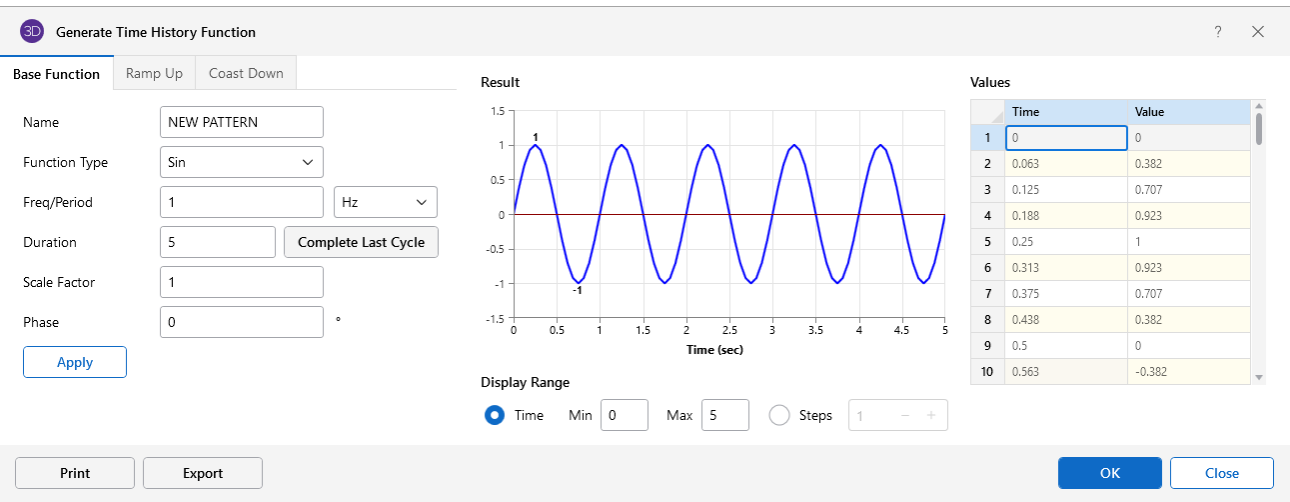 3D Generate Time History Function ?
Base Function Ramp Up Coast Down
Name NEW PATTERN
Function Type Sin
Freq/Period 1 Hz
Duration 5 Complete Last Cycle
Scale Factor 1
Phase 0 °
Apply
Result
1.5
1
0.5
0
-0.5
-1
-1.5
1
-1
0 0.5 1 1.5 2 2.5 3 3.5 4 4.5 5
Time (sec)
Display Range
Time Min 0 Max 5 Steps 1 − +
Values
Time Value
1 0 0
2 0.063 0.382
3 0.125 0.707
4 0.188 0.923
5 0.25 1
6 0.313 0.923
7 0.375 0.707
8 0.438 0.382
9 0.5 0
10 0.563 -0.382
Print Export OK Close